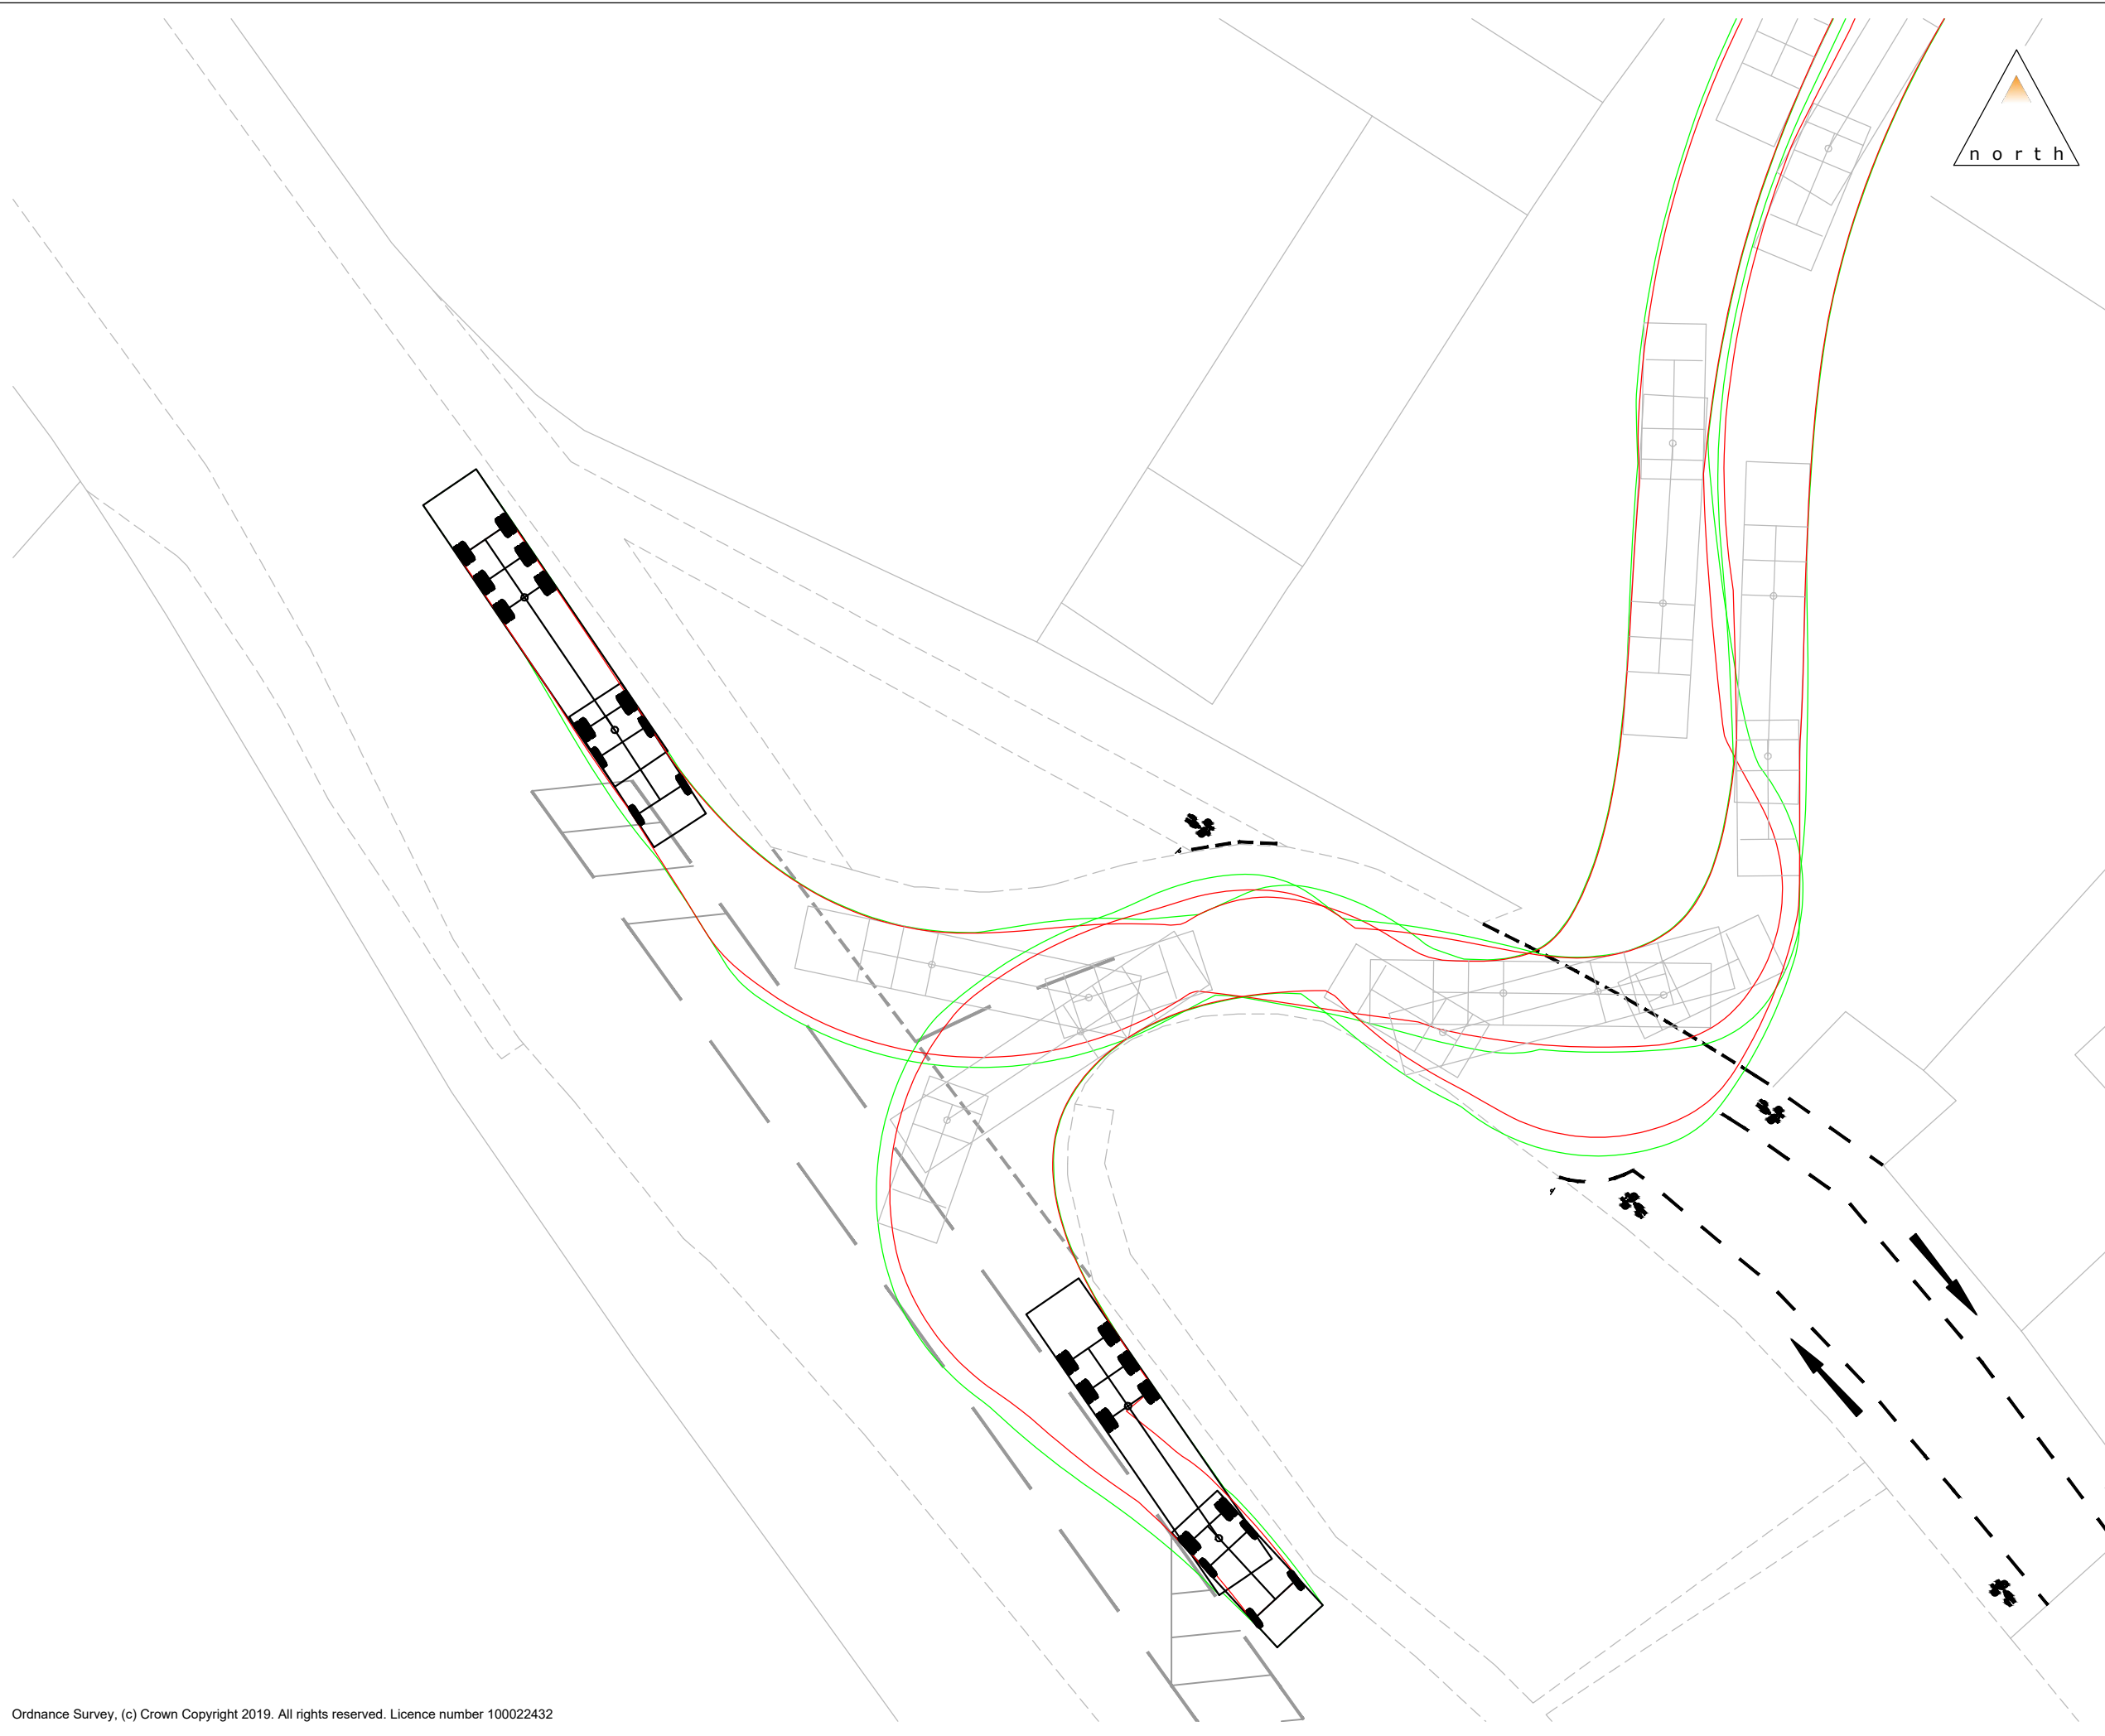 n o r t h
Ordnance Survey, (c) Crown Copyright 2019. All rights reserved. Licence number 100022432